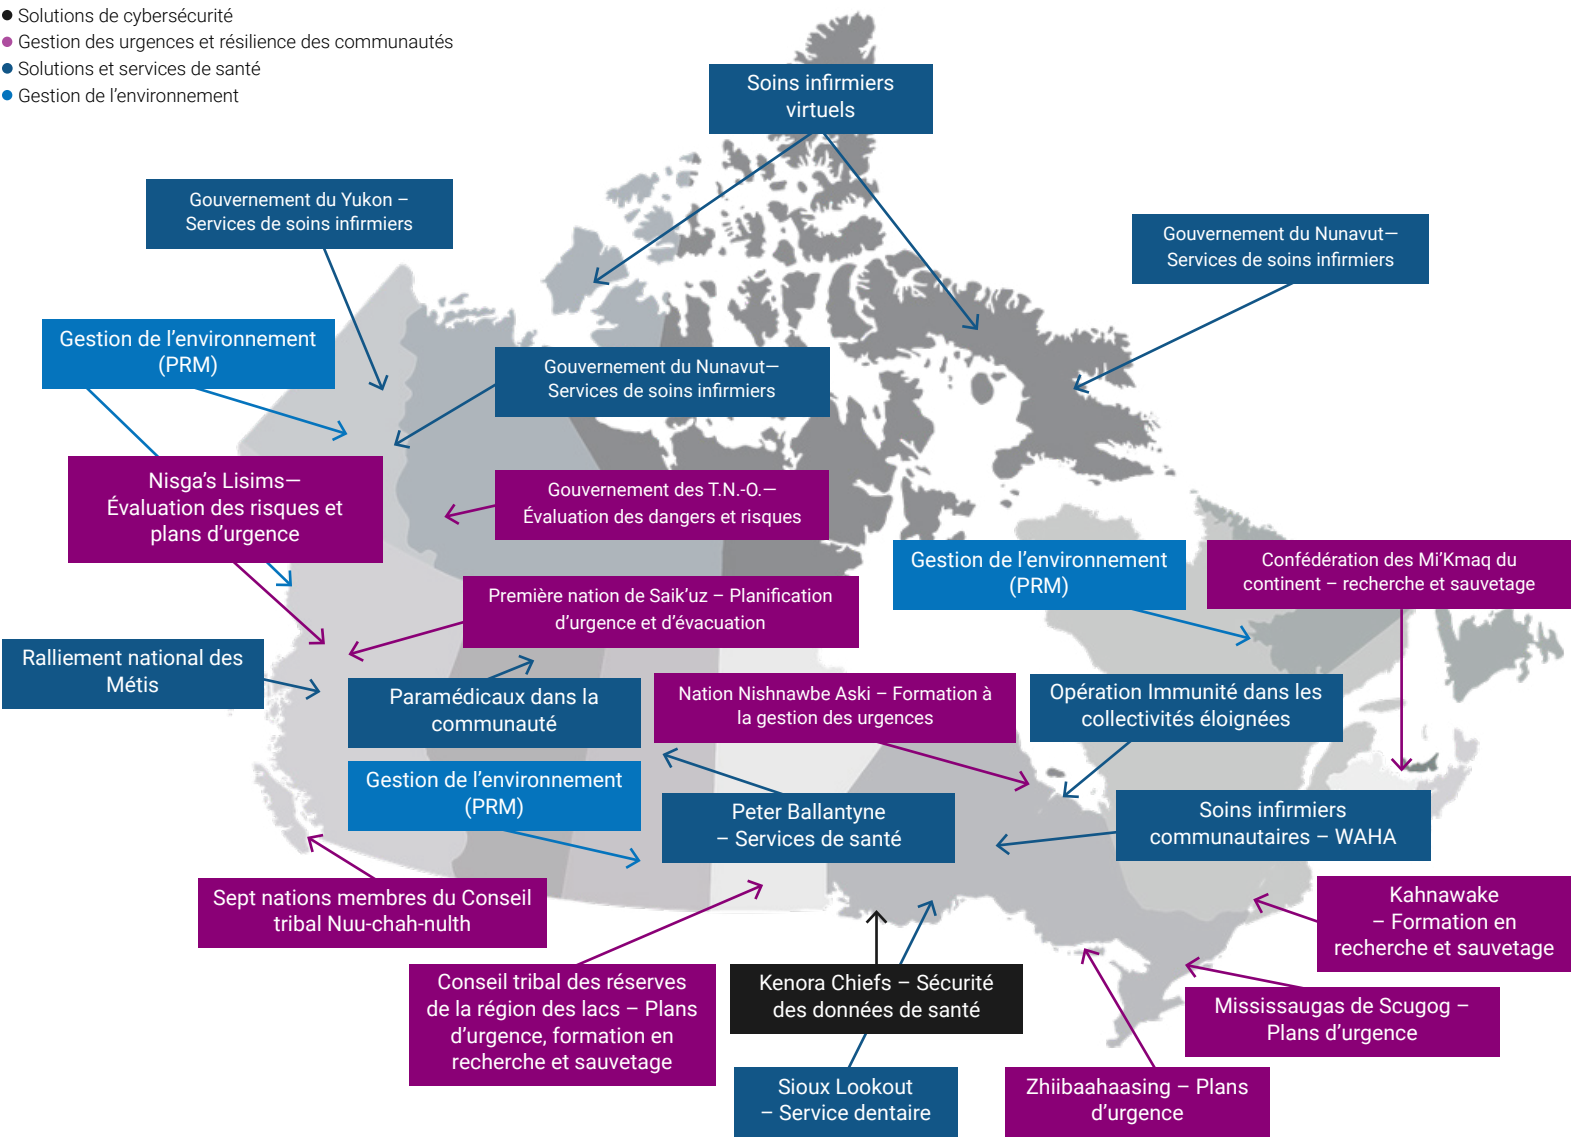 Solutions de cybersécurité
Gestion des urgences et résilience des communautés
Solutions et services de santé
Gestion de l’environnement
Soins infirmiers
virtuels
Gouvernement du Yukon –
Services de soins infirmiers
Gouvernement du Nunavut—
Services de soins infirmiers
Gestion de l’environnement
(PRM)
Gouvernement du Nunavut—
Services de soins infirmiers
Nisga’s Lisims—
Évaluation des risques et
plans d’urgence
Gouvernement des T.N.-O.—
Évaluation des dangers et risques
Gestion de l’environnement
(PRM)
Confédération des Mi’Kmaq du
continent – recherche et sauvetage
Première nation de Saik’uz – Planification
d’urgence et d’évacuation
Ralliement national des
Métis
Paramédicaux dans la
communauté
Nation Nishnawbe Aski – Formation à
la gestion des urgences
Opération Immunité dans les
collectivités éloignées
Gestion de l’environnement
(PRM)
Peter Ballantyne
– Services de santé
Soins infirmiers
communautaires – WAHA
Sept nations membres du Conseil
tribal Nuu-chah-nulth
Kahnawake
– Formation en
recherche et sauvetage
Conseil tribal des réserves
de la région des lacs – Plans
d’urgence, formation en
recherche et sauvetage
Kenora Chiefs – Sécurité
des données de santé
Mississaugas de Scugog –
Plans d’urgence
Sioux Lookout
– Service dentaire
Zhiibaahaasing – Plans
d’urgence